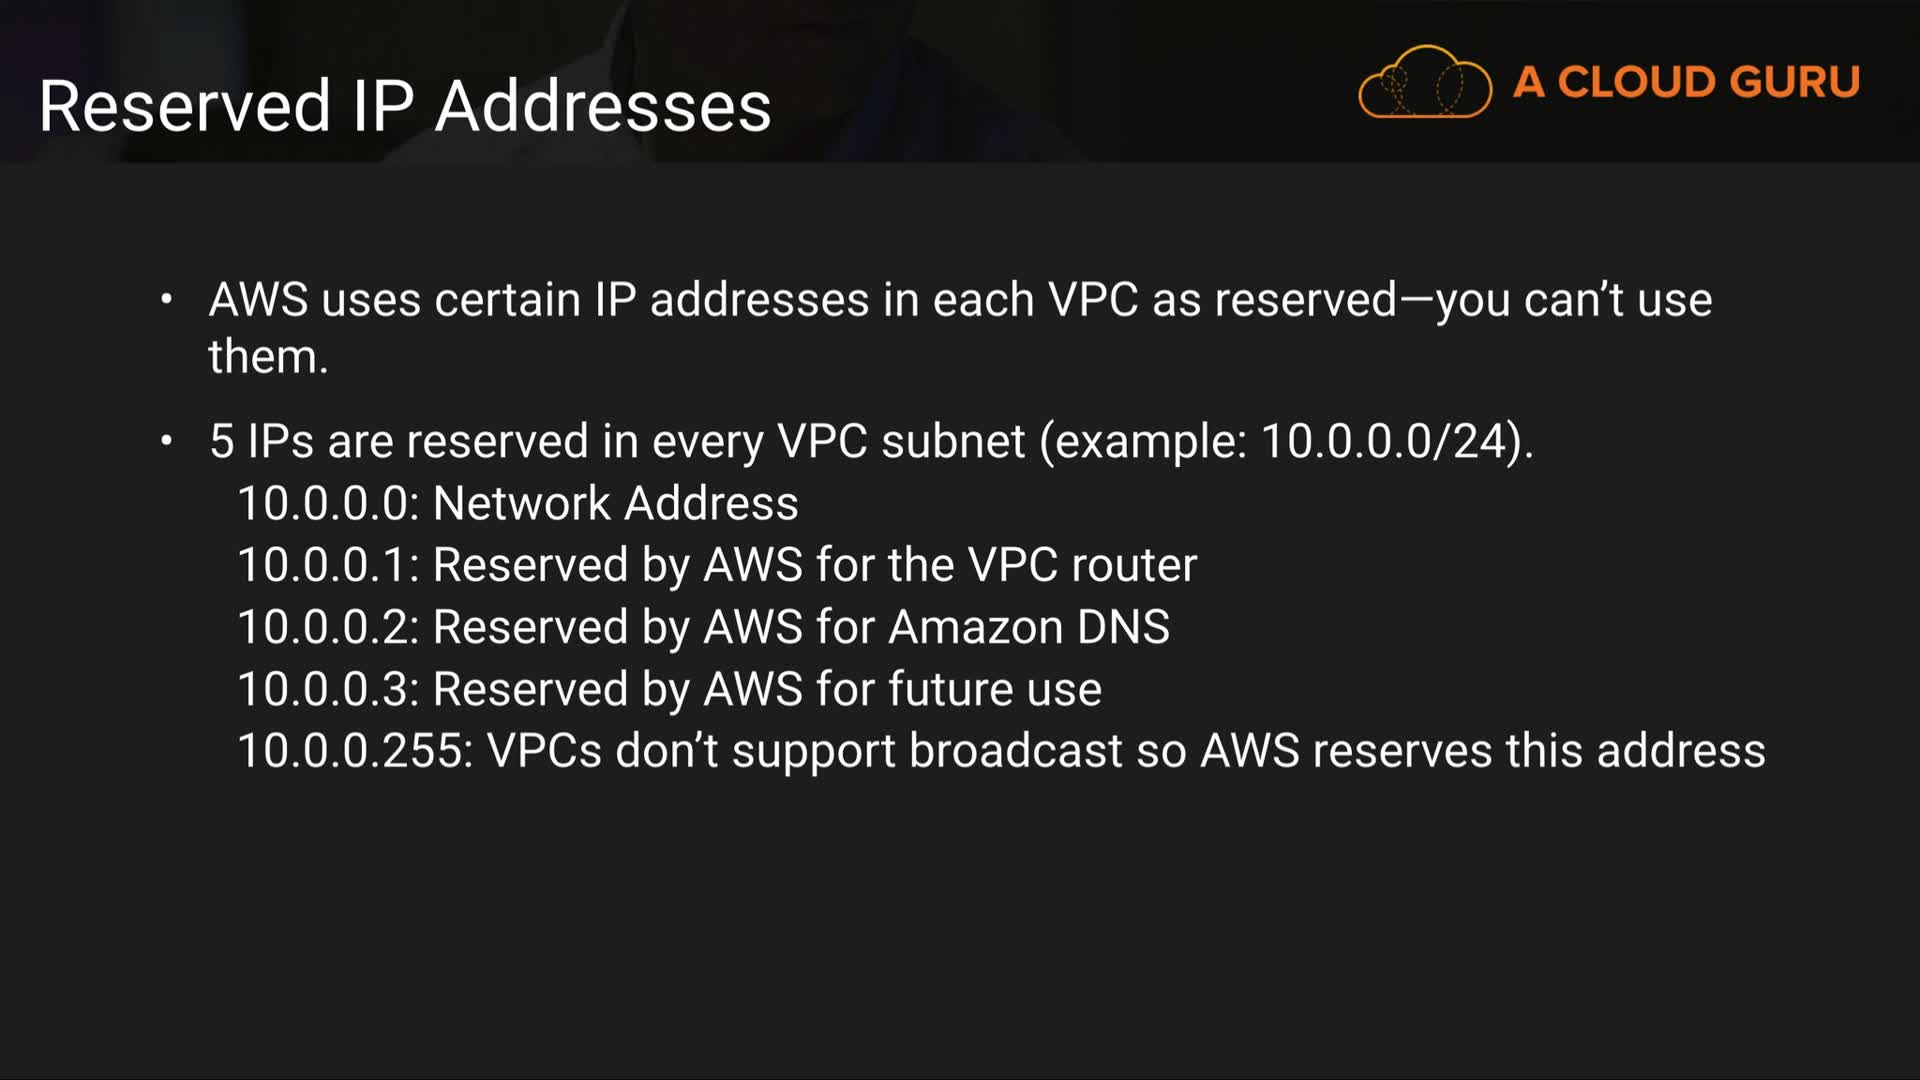 Reserved IP Addresses
A CLOUD GURU
• AWS uses certain IP addresses in each VPC as reserved—you can’t use
them.
• 5 IPs are reserved in every VPC subnet (example: 10.0.0.0/24).
10.0.0.0: Network Address
10.0.0.1: Reserved by AWS for the VPC router
10.0.0.2: Reserved by AWS for Amazon DNS
10.0.0.3: Reserved by AWS for future use
10.0.0.255: VPCs don’t support broadcast so AWS reserves this address